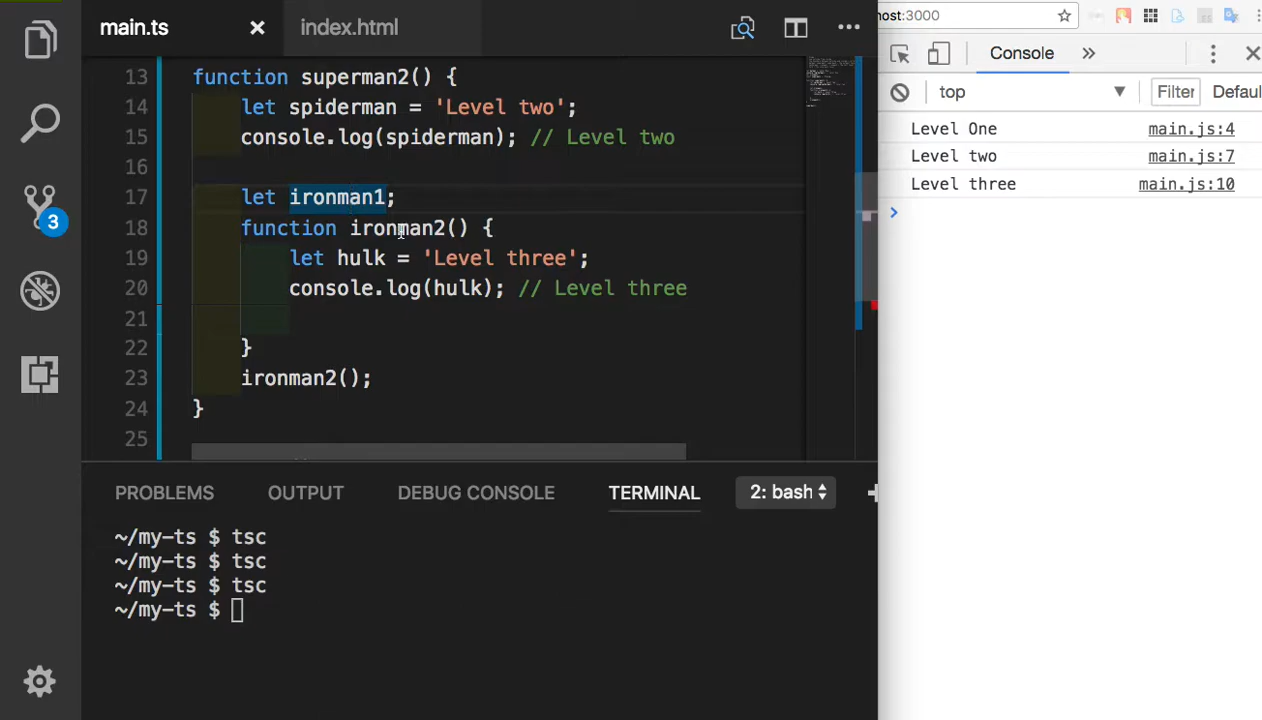 main.ts
index.html
13 function superman2() {
14 let spiderman = 'Level two';
15 console.log(spiderman); // Level two
16
17 let ironman1;
18 function ironman2() {
19 let hulk = 'Level three';
20 console.log(hulk); // Level three
21
22 }
23 ironman2();
24 }
25
3
PROBLEMS OUTPUT DEBUG CONSOLE TERMINAL 2: bash
~/my-ts $ tsc
~/my-ts $ tsc
~/my-ts $ tsc
~/my-ts $
host:3000
Console
top Filter Defaul
Level One main.js:4
Level two main.js:7
Level three main.js:10